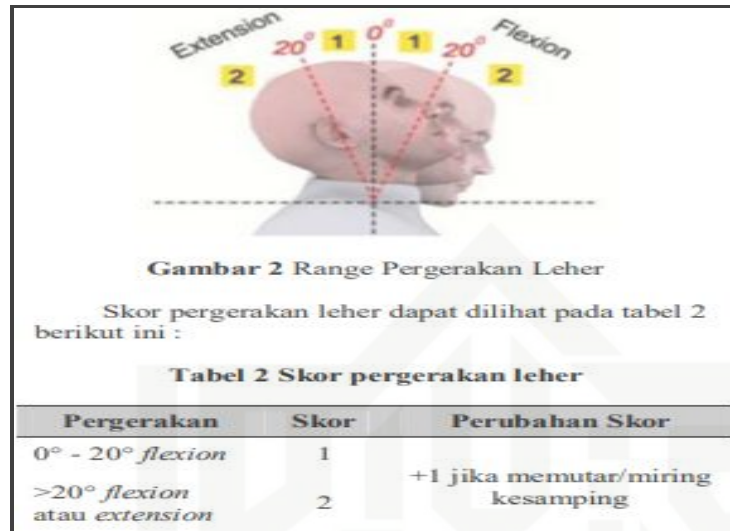 Extension 20° 1 0° 1 20° Flexion
2 2
Gambar 2 Range Pergerakan Leher
Skor pergerakan leher dapat dilihat pada tabel 2
berikut ini :
Tabel 2 Skor pergerakan leher
Pergerakan Skor Perubahan Skor
0° - 20° flexion 1
+1 jika memutar/miring
>20° flexion
atau extension 2 kesamping